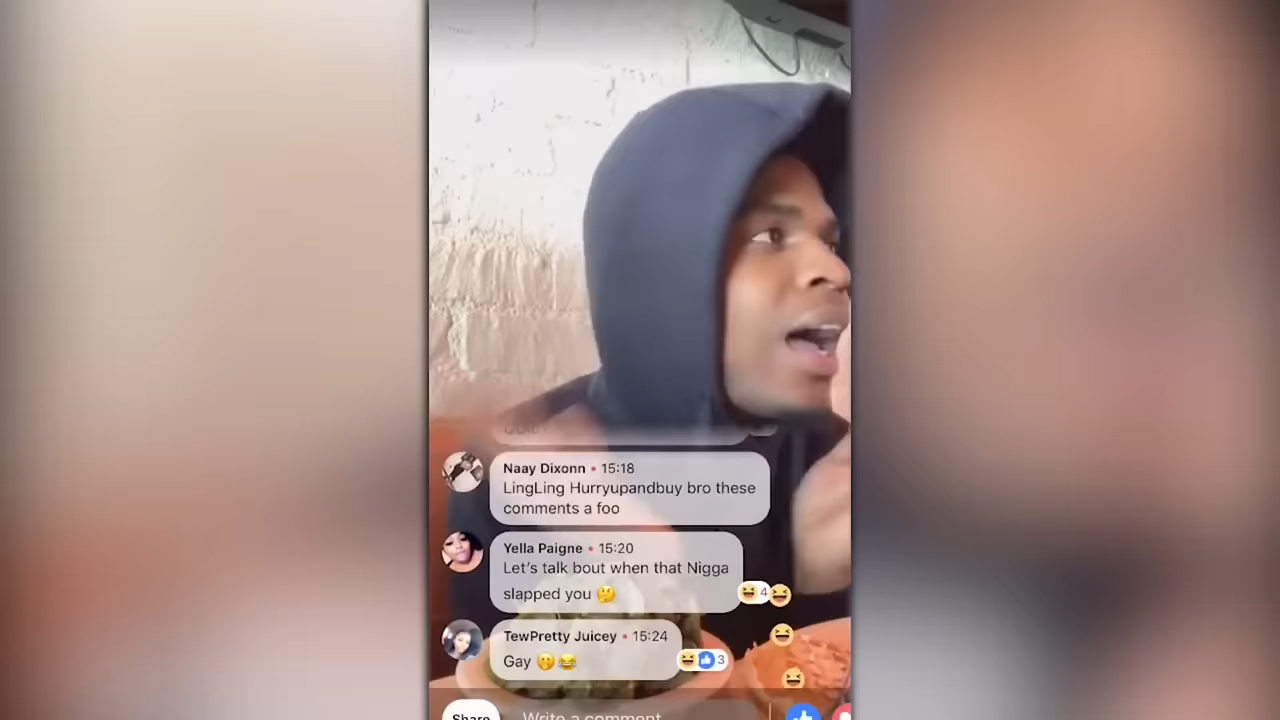 Naay Dixonn • 15:18
LingLing Hurryupandbuy bro these
comments a foo
Yella Paigne • 15:20
Let's talk bout when that Nigga
slapped you 🤔
4
TewPretty Juicey • 15:24
Gay 🤭😂
3
Share
Write a comment